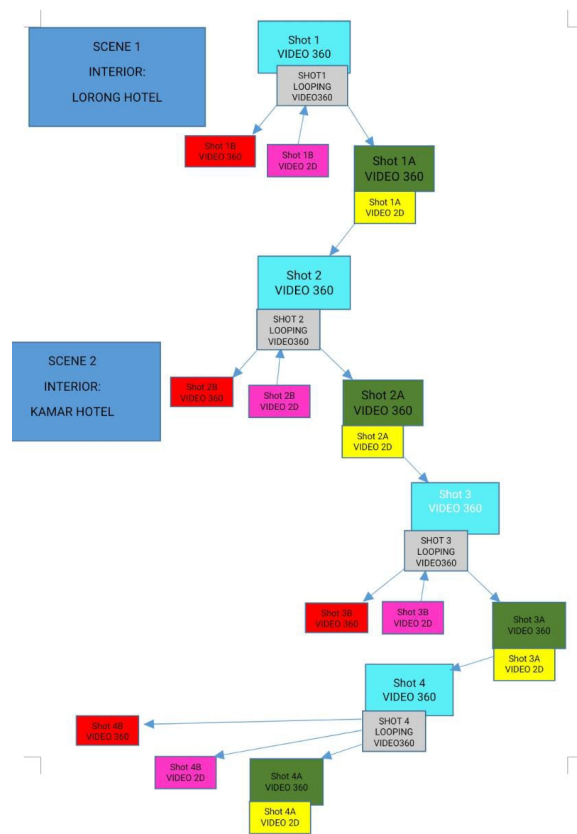 SCENE 1
INTERIOR:
LORONG HOTEL
Shot 1
VIDEO 360
SHOT1
LOOPING
VIDEO360
Shot 1B
VIDEO 360
Shot 1B
VIDEO 2D
Shot 1A
VIDEO 360
Shot 1A
VIDEO 2D
Shot 2
VIDEO 360
SHOT 2
LOOPING
VIDEO360
SCENE 2
INTERIOR:
KAMAR HOTEL
Shot 2B
VIDEO 360
Shot 2B
VIDEO 2D
Shot 2A
VIDEO 360
Shot 2A
VIDEO 2D
Shot 3
VIDEO 360
SHOT 3
LOOPING
VIDEO360
Shot 3B
VIDEO 360
Shot 3B
VIDEO 2D
Shot 3A
VIDEO 360
Shot 3A
VIDEO 2D
Shot 4
VIDEO 360
SHOT 4
LOOPING
VIDEO360
Shot 4B
VIDEO 360
Shot 4B
VIDEO 2D
Shot 4A
VIDEO 360
Shot 4A
VIDEO 2D